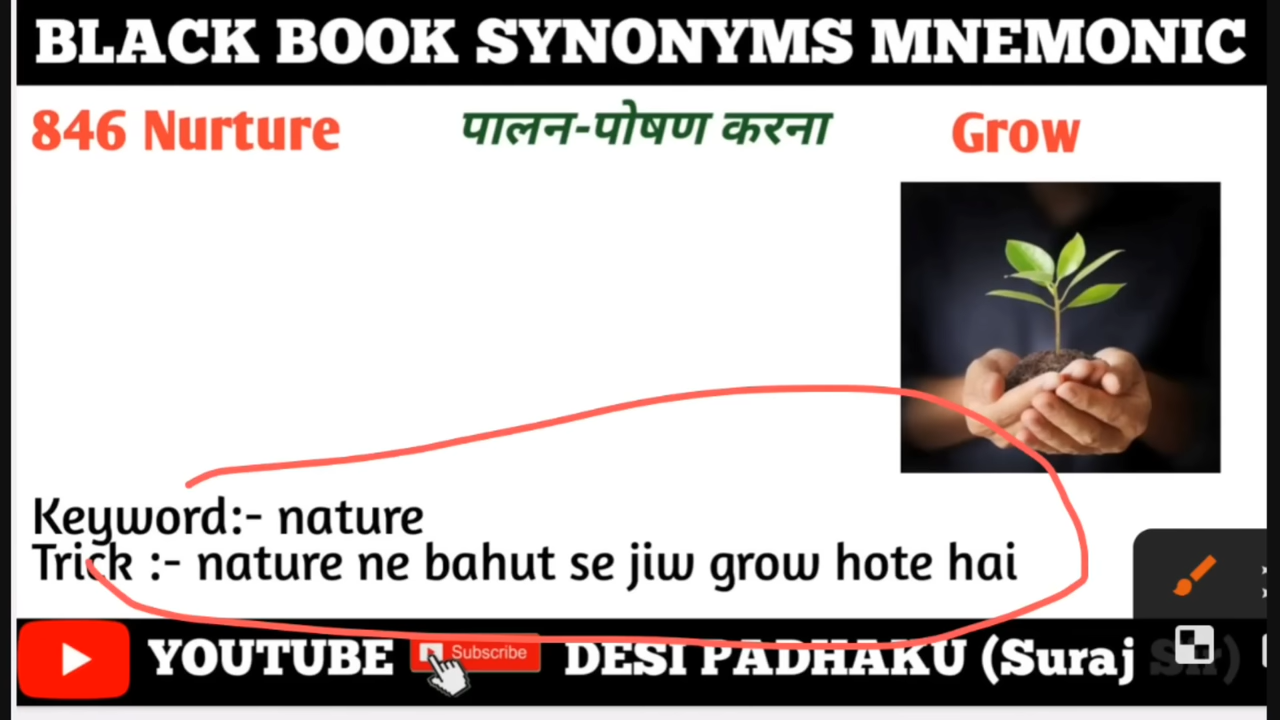 BLACK BOOK SYNONYMS MNEMONIC
846 Nurture पालन-पोषण करना Grow
Keyword:- nature
Trick :- nature ne bahut se jiw grow hote hai
YOUTUBE Subscribe DESI PADHAKU (Suraj Sir)